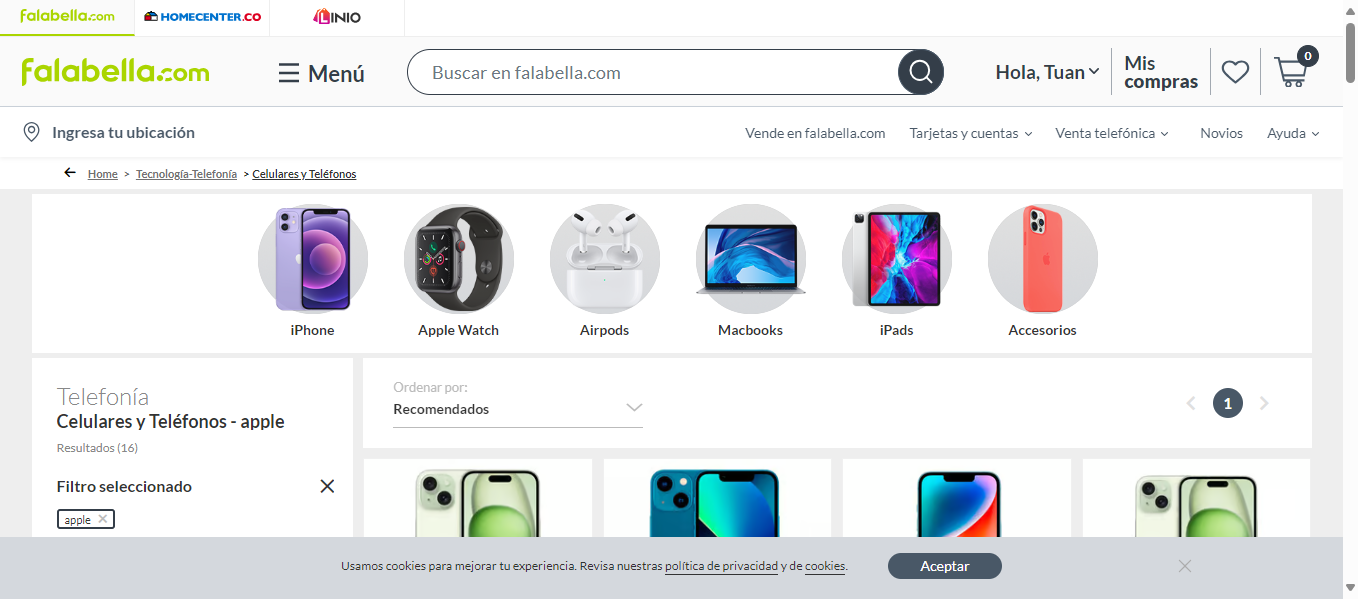 falabella.com
HOMECENTER.CO
LINIO
falabella.com
Menú
Buscar en falabella.com
Hola, Tuan
Mis
compras
0
Ingresa tu ubicación
Vende en falabella.com
Tarjetas y cuentas
Venta telefónica
Novios
Ayuda
Home > Tecnología-Telefonía > Celulares y Teléfonos
iPhone
Apple Watch
Airpods
Macbooks
iPads
Accesorios
Telefonía
Celulares y Teléfonos - apple
Resultados (16)
Filtro seleccionado
apple
Ordenar por:
Recomendados
1
Usamos cookies para mejorar tu experiencia. Revisa nuestras política de privacidad y de cookies.
Aceptar